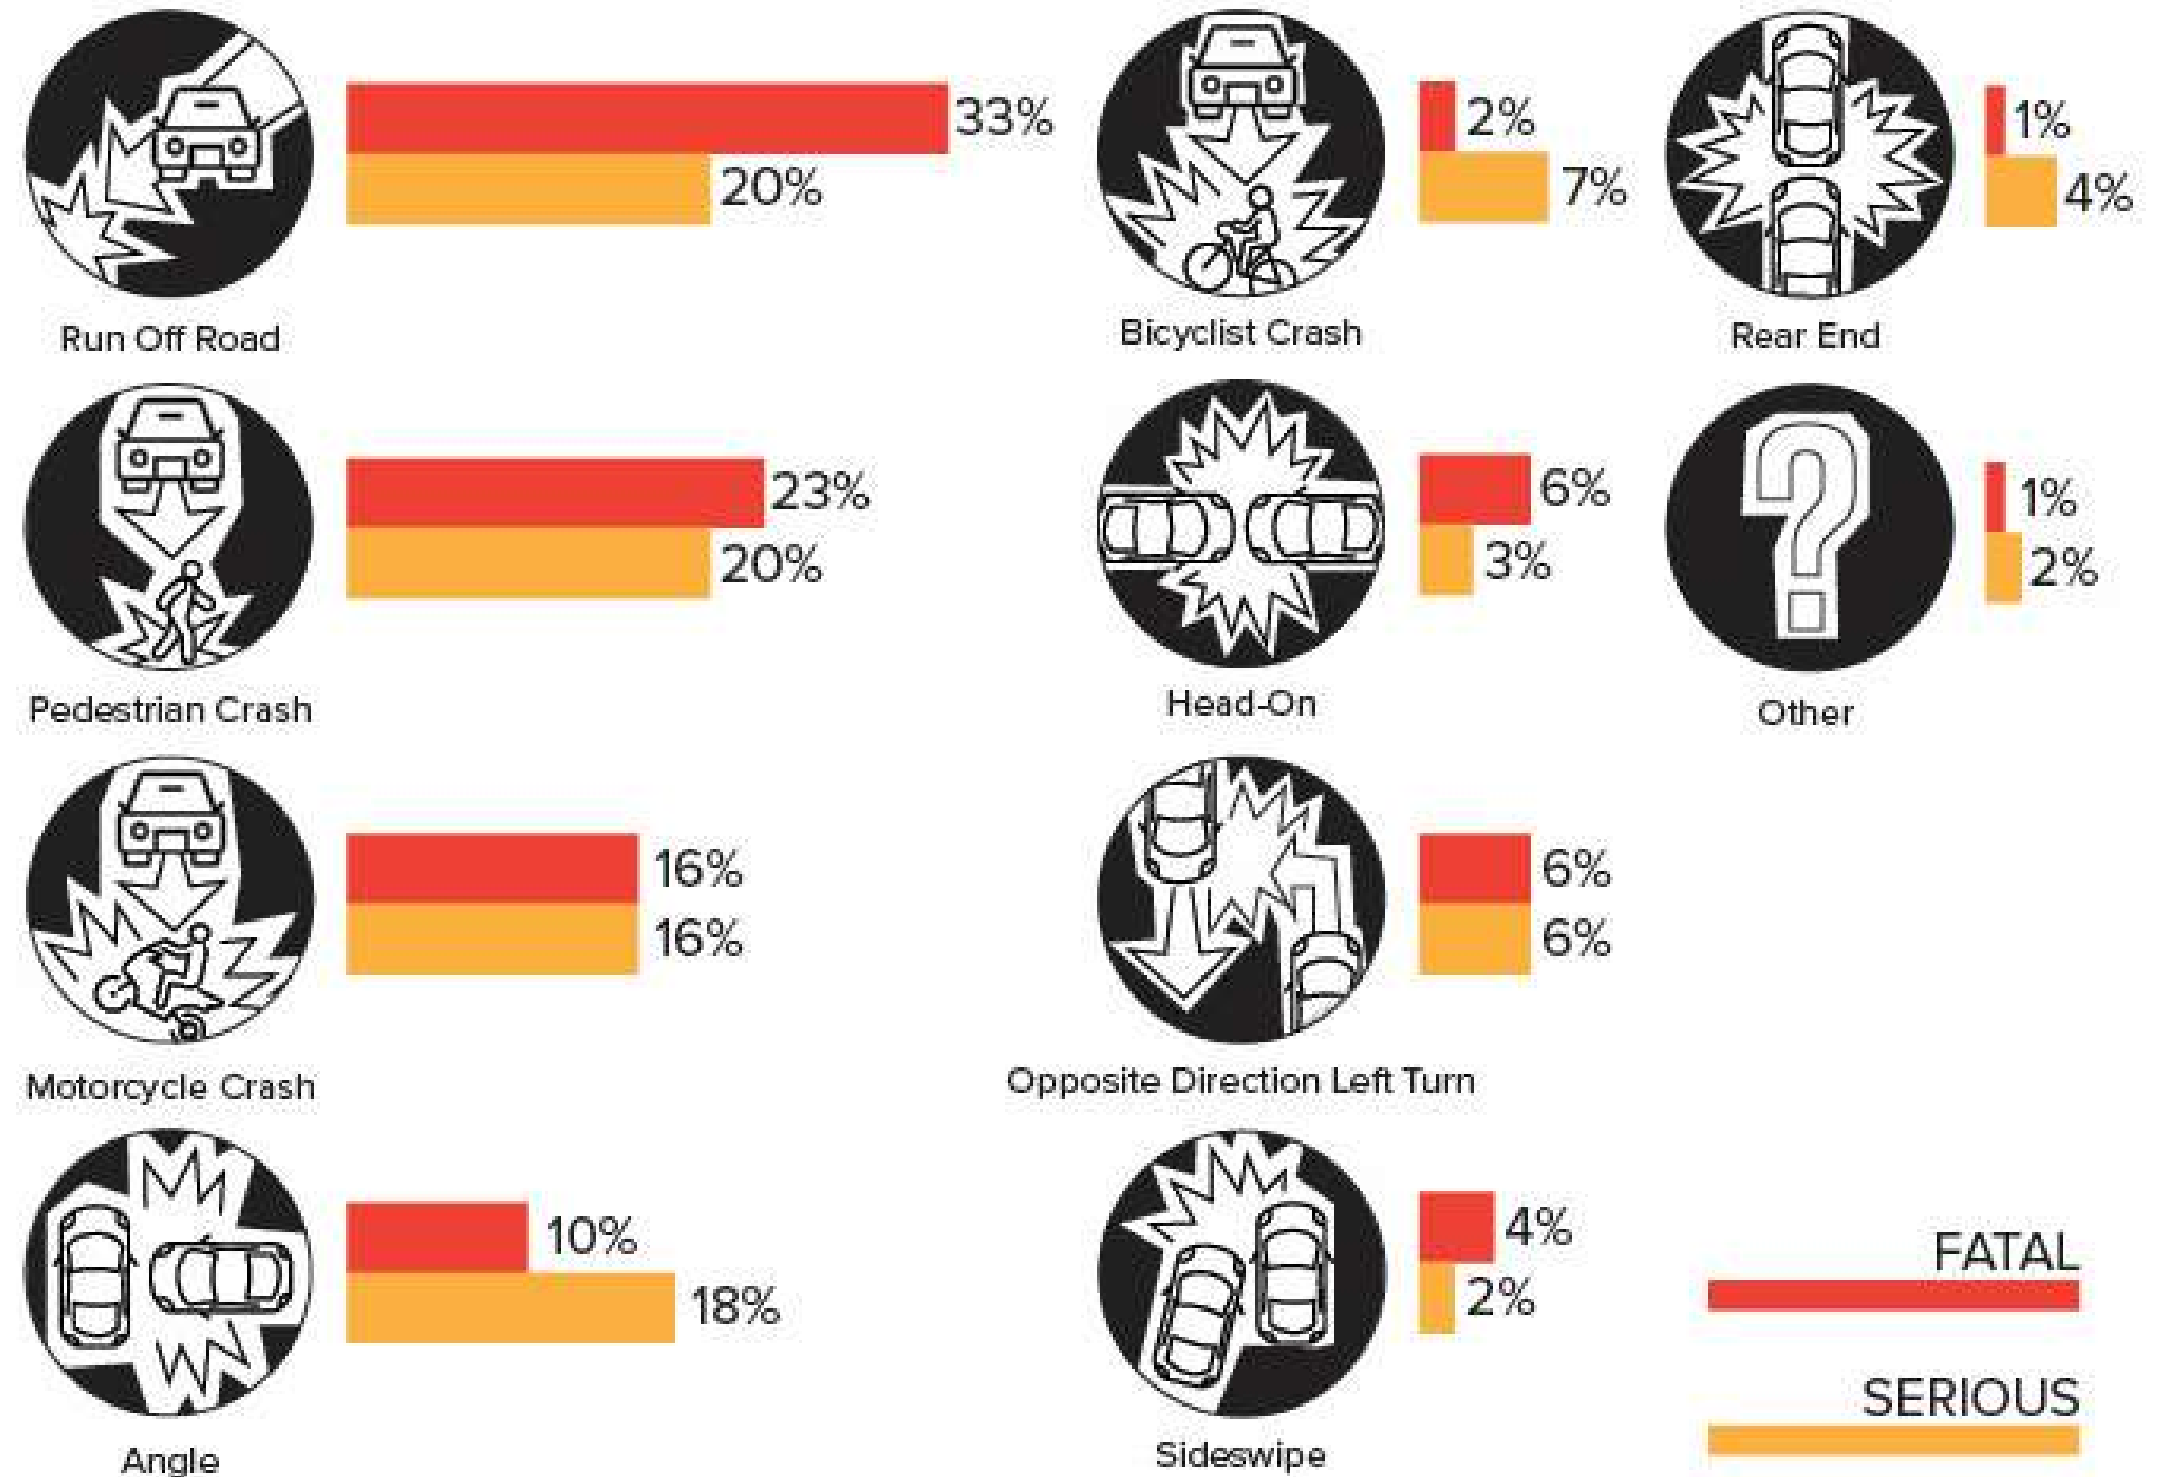 33%
20%
Run Off Road
23%
20%
Pedestrian Crash
16%
16%
Motorcycle Crash
10%
18%
Angle
2%
7%
Bicyclist Crash
6%
3%
Head-On
6%
6%
Opposite Direction Left Turn
4%
2%
Sideswipe
1%
4%
Rear End
1%
2%
Other
FATAL
SERIOUS